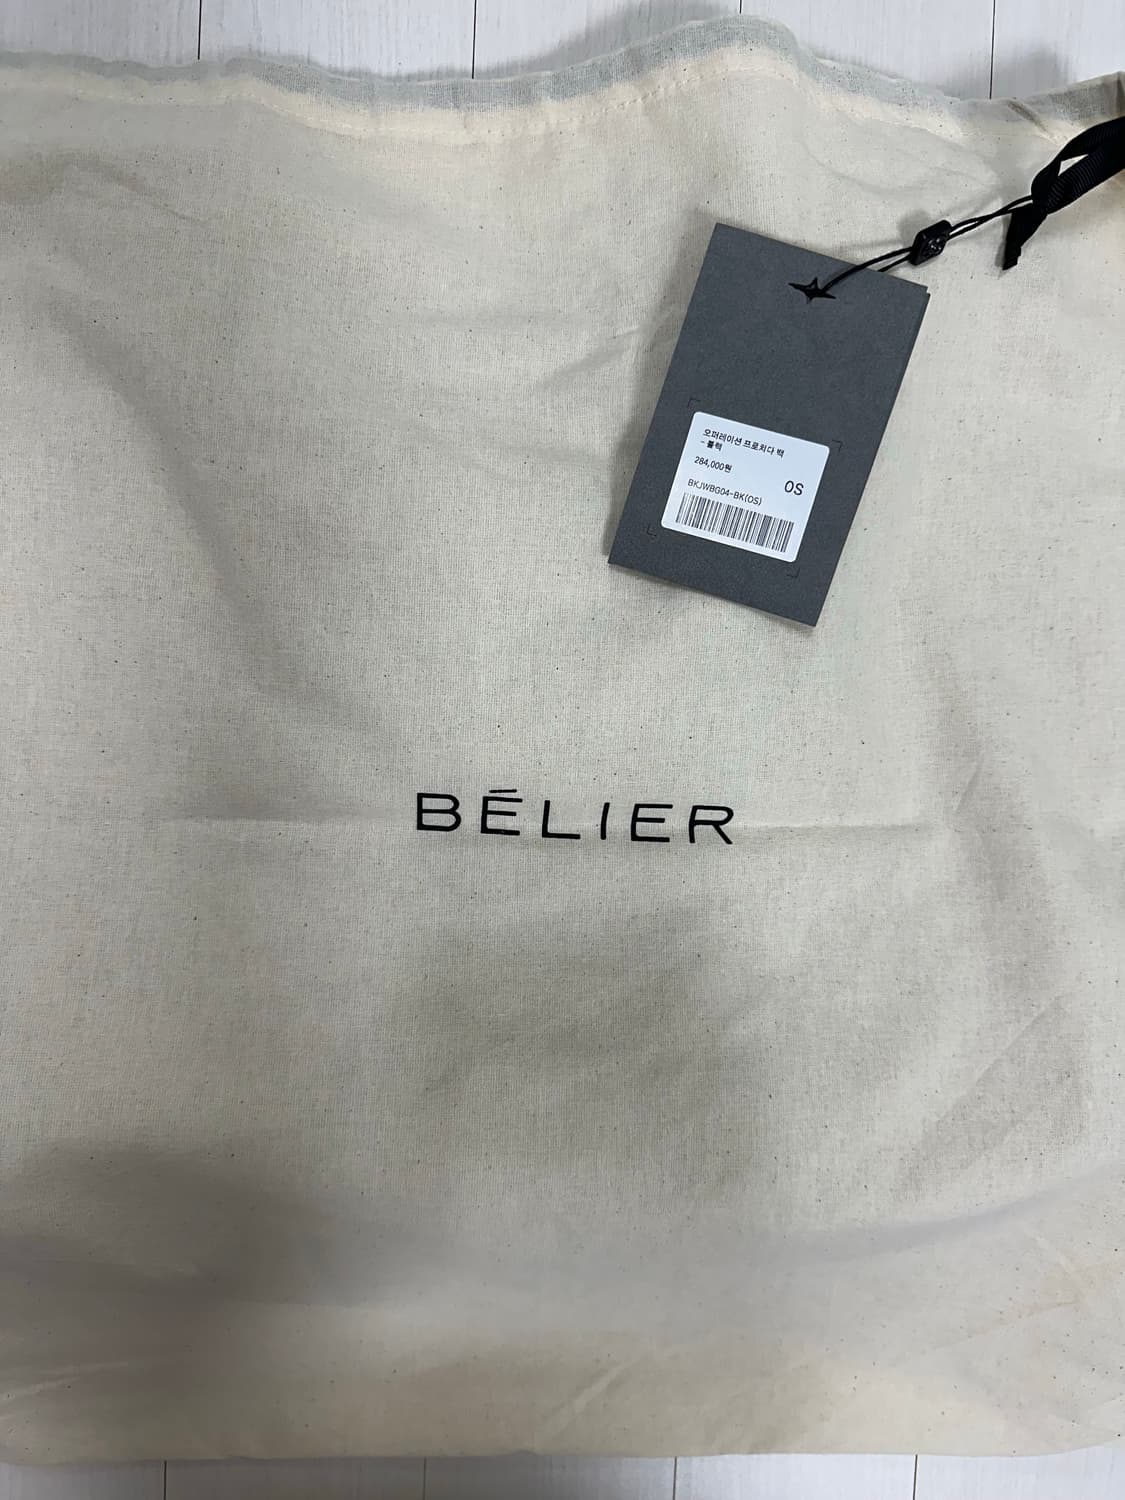 오퍼레이션 프로치다 백
- 블랙
284,000원
OS
BKJWBG04-BK(OS)
BÉLIER